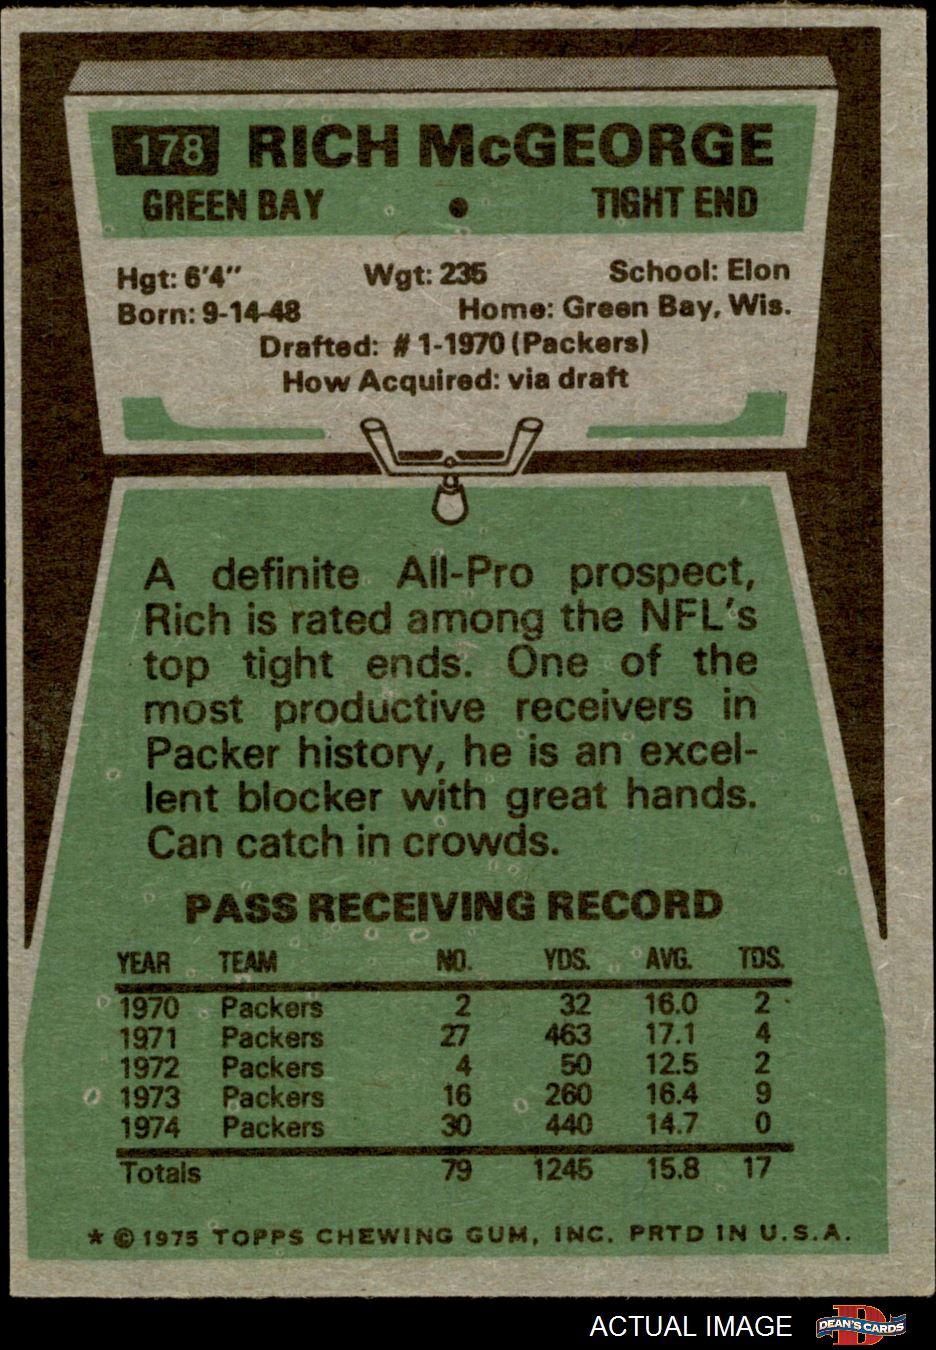 178 RICH McGEORGE
GREEN BAY • TIGHT END
Hgt: 6'4" Wgt: 235 School: Elon
Born: 9-14-48 Home: Green Bay, Wis.
Drafted: #1-1970 (Packers)
How Acquired: via draft
A definite All-Pro prospect,
Rich is rated among the NFL's
top tight ends. One of the
most productive receivers in
Packer history, he is an excel-
lent blocker with great hands.
Can catch in crowds.
PASS RECEIVING RECORD
YEAR TEAM NO. YDS. AVG. TDS.
1970 Packers 2 32 16.0 2
1971 Packers 27 463 17.1 4
1972 Packers 4 50 12.5 2
1973 Packers 16 260 16.4 9
1974 Packers 30 440 14.7 0
Totals 79 1245 15.8 17
* © 1975 TOPPS CHEWING GUM, INC. PRTD IN U.S.A.
ACTUAL IMAGE DEAN'S CARDS